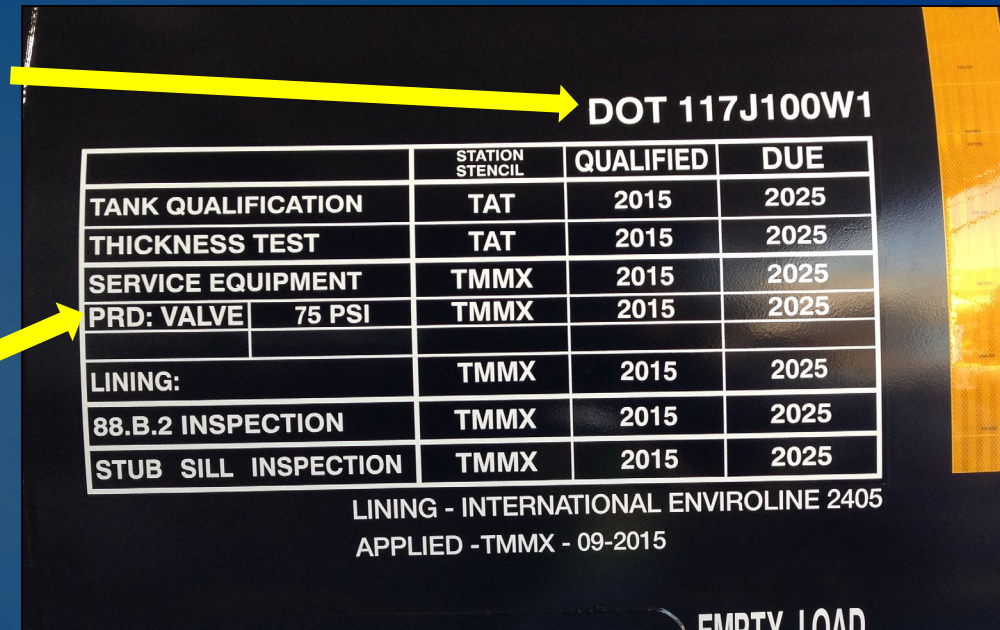 DOT 117J100W1
STATION STENCIL QUALIFIED DUE
TANK QUALIFICATION TAT 2015 2025
THICKNESS TEST TAT 2015 2025
SERVICE EQUIPMENT TMMX 2015 2025
PRD: VALVE 75 PSI TMMX 2015 2025
LINING: TMMX 2015 2025
88.B.2 INSPECTION TMMX 2015 2025
STUB SILL INSPECTION TMMX 2015 2025
LINING - INTERNATIONAL ENVIROLINE 2405
APPLIED -TMMX - 09-2015
EMPTY LOAD